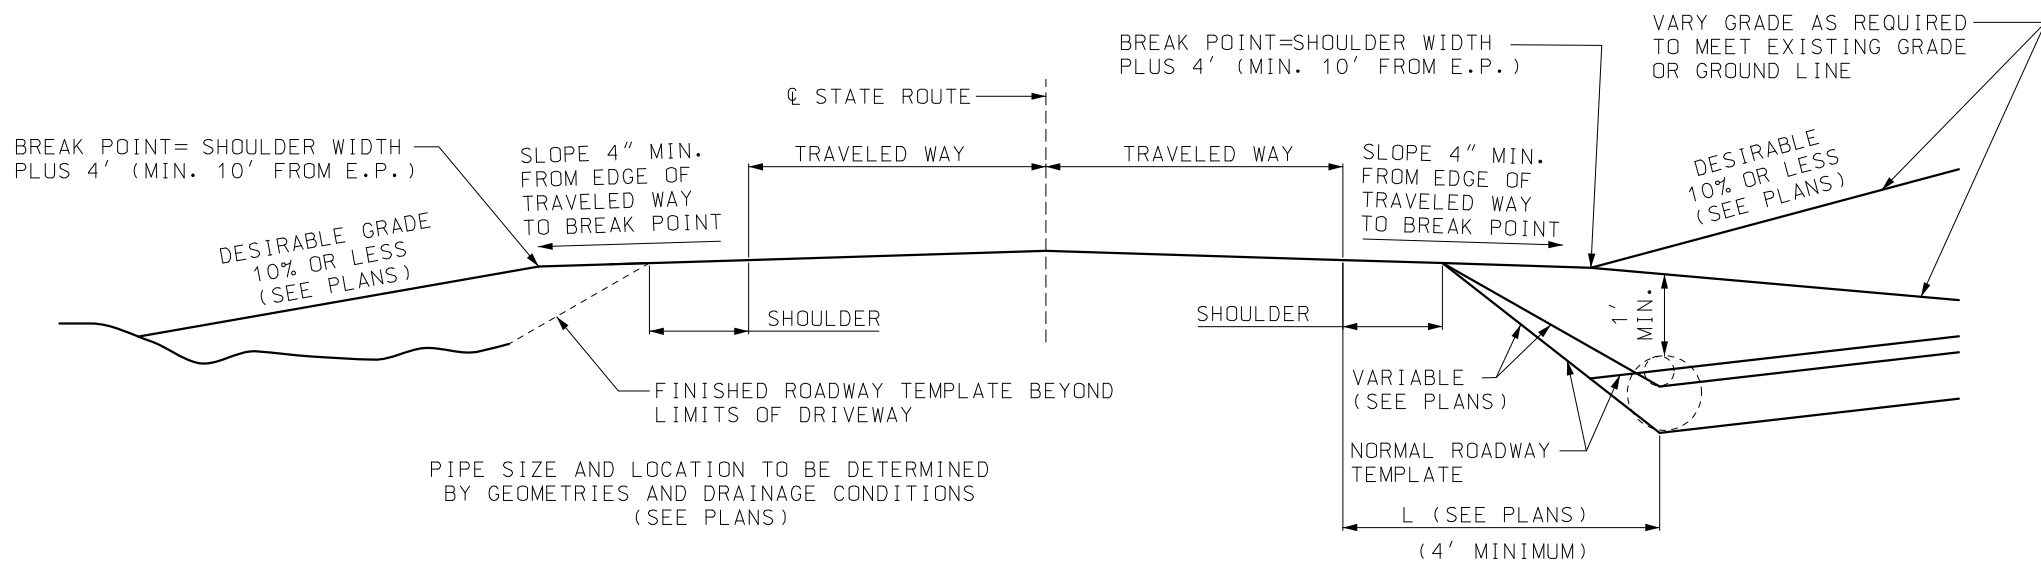 VARY GRADE AS REQUIRED
TO MEET EXISTING GRADE
OR GROUND LINE
BREAK POINT=SHOULDER WIDTH
PLUS 4' (MIN. 10' FROM E.P.)
℄ STATE ROUTE
BREAK POINT= SHOULDER WIDTH
PLUS 4' (MIN. 10' FROM E.P.)
SLOPE 4" MIN.
FROM EDGE OF
TRAVELED WAY
TO BREAK POINT
TRAVELED WAY
TRAVELED WAY
SLOPE 4" MIN.
FROM EDGE OF
TRAVELED WAY
TO BREAK POINT
DESIRABLE
10% OR LESS
(SEE PLANS)
DESIRABLE GRADE
10% OR LESS
(SEE PLANS)
SHOULDER
SHOULDER
1'
MIN.
FINISHED ROADWAY TEMPLATE BEYOND
LIMITS OF DRIVEWAY
VARIABLE
(SEE PLANS)
NORMAL ROADWAY
TEMPLATE
PIPE SIZE AND LOCATION TO BE DETERMINED
BY GEOMETRIES AND DRAINAGE CONDITIONS
(SEE PLANS)
L (SEE PLANS)
(4' MINIMUM)